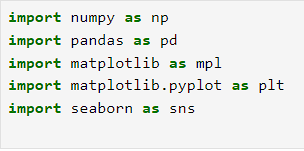 import numpy as np
import pandas as pd
import matplotlib as mpl
import matplotlib.pyplot as plt
import seaborn as sns